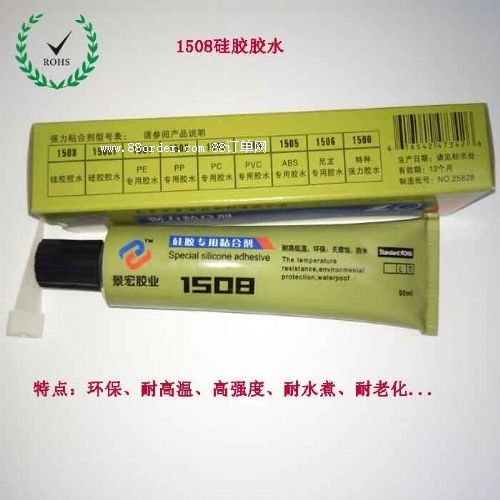 ROHS
1508硅胶胶水
强力粘合剂型号表: 请参阅产品说明
1508 1505 1506 1500
硅胶胶水 硅胶胶水 PE 专用胶水 PP 专用胶水 PC 专用胶水 PVC 专用胶水 ABS 专用胶水 尼龙 专用胶水 特种 强力胶水
www.88order.com 88订单网
生产日期: 请见标示处
有效期: 12个月
制造批号: NO.25828
硅胶专用粘合剂
Special silicone adhesive
TM
景宏胶业
1508
耐高低温、环保、无腐蚀、防水
The temperature
resistance,environmental
protection,waterproof
Standard:ROHS
90ml
特点：环保、耐高温、高强度、耐水煮、耐老化...